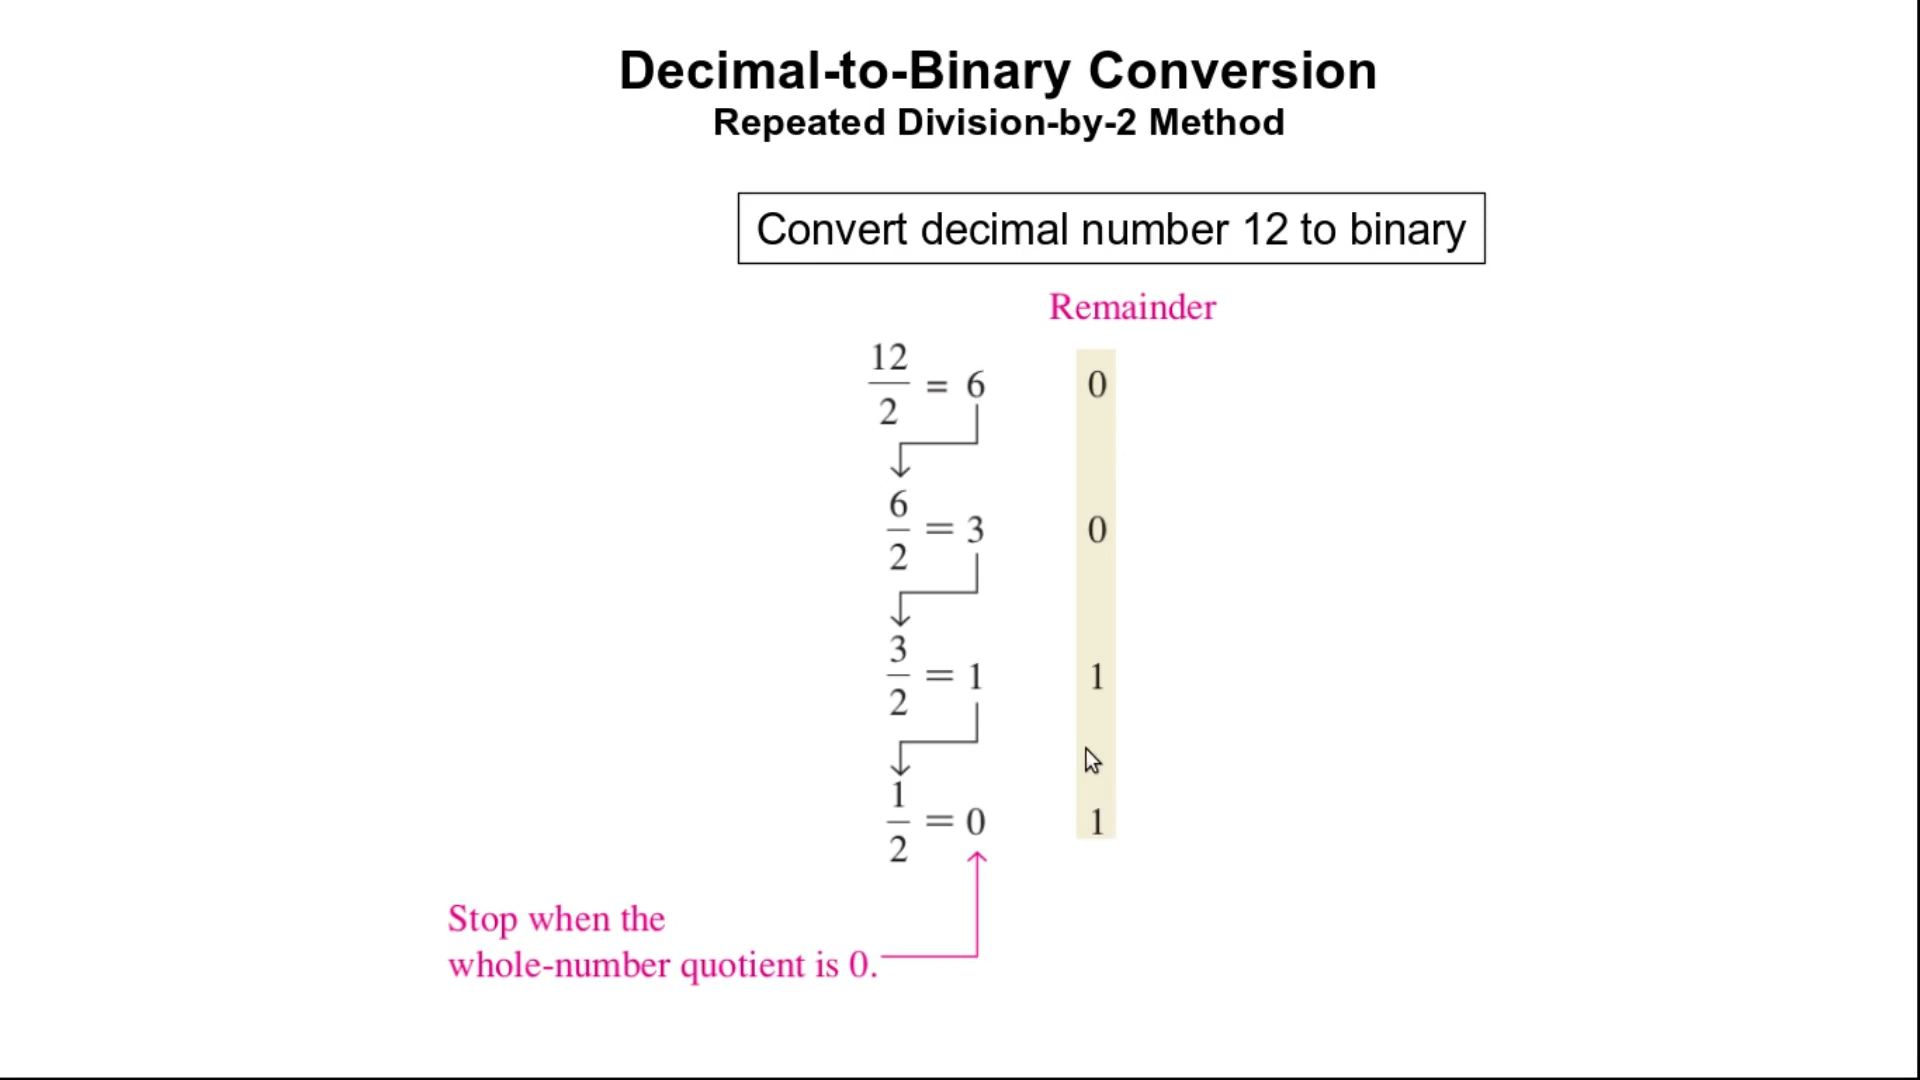 Decimal-to-Binary Conversion
Repeated Division-by-2 Method
Convert decimal number 12 to binary
Remainder
12/2 = 6 0
6/2 = 3 0
3/2 = 1 1
1/2 = 0 1
Stop when the
whole-number quotient is 0.